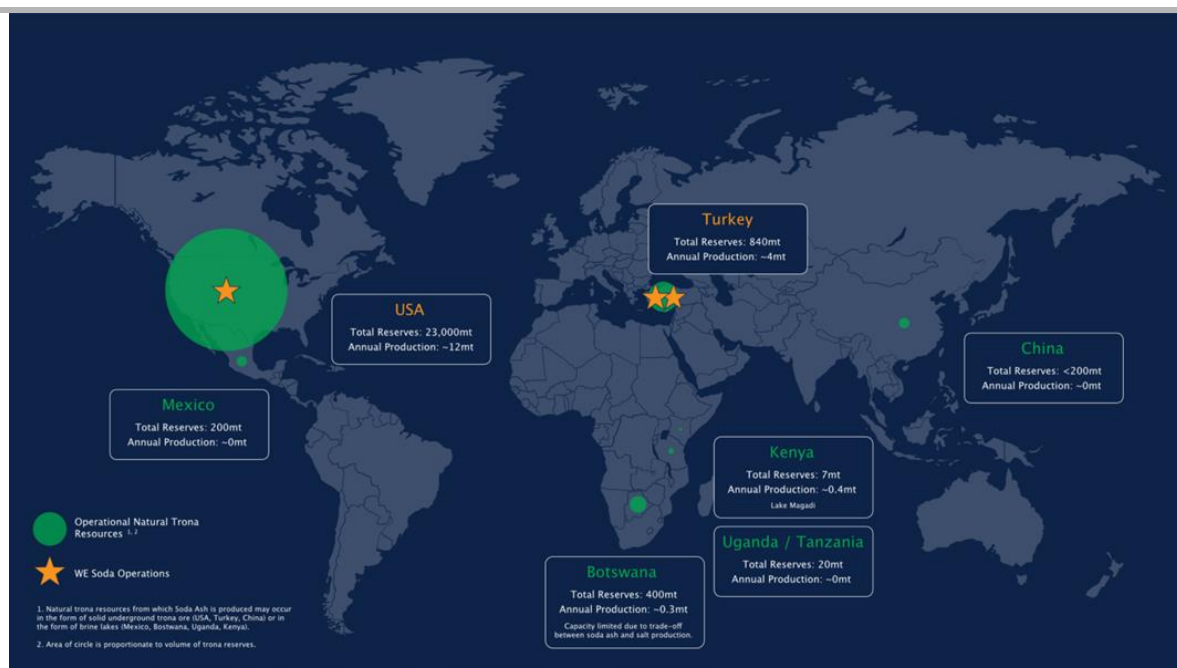 Turkey
Total Reserves: 840mt
Annual Production: ~4mt
USA
Total Reserves: 23,000mt
Annual Production: ~12mt
China
Total Reserves: <200mt
Annual Production: ~0mt
Mexico
Total Reserves: 200mt
Annual Production: ~0mt
Kenya
Total Reserves: 7mt
Annual Production: ~0.4mt
Lake Magadi
Uganda / Tanzania
Total Reserves: 20mt
Annual Production: ~0mt
Botswana
Total Reserves: 400mt
Annual Production: ~0.3mt
Capacity limited due to trade-off
between soda ash and salt production.
Operational Natural Trona
Resources 1, 2
WE Soda Operations
1. Natural trona resources from which Soda Ash is produced may occur
in the form of solid underground trona ore (USA, Turkey, China) or in
the form of brine lakes (Mexico, Bostwana, Uganda, Kenya).
2. Area of circle is proportionate to volume of trona reserves.